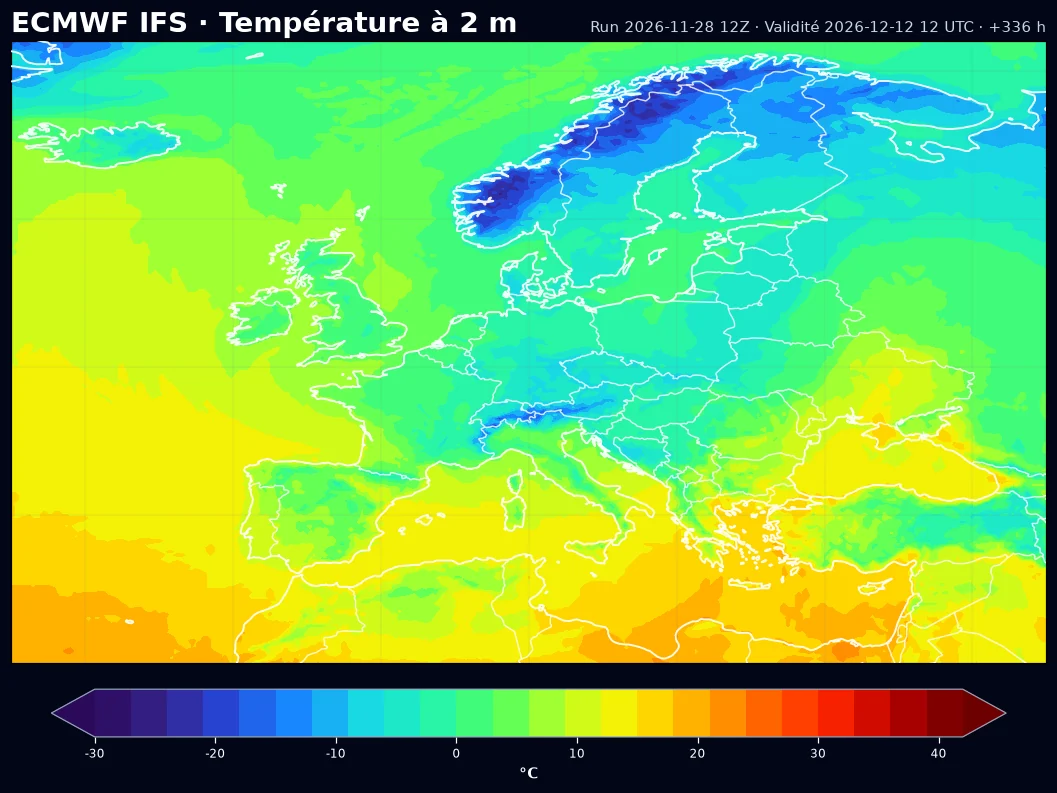 ECMWF IFS · Température à 2 m
Run 2026-11-28 12Z · Validité 2026-12-12 12 UTC · +336 h
-30 -20 -10 0 10 20 30 40
°C